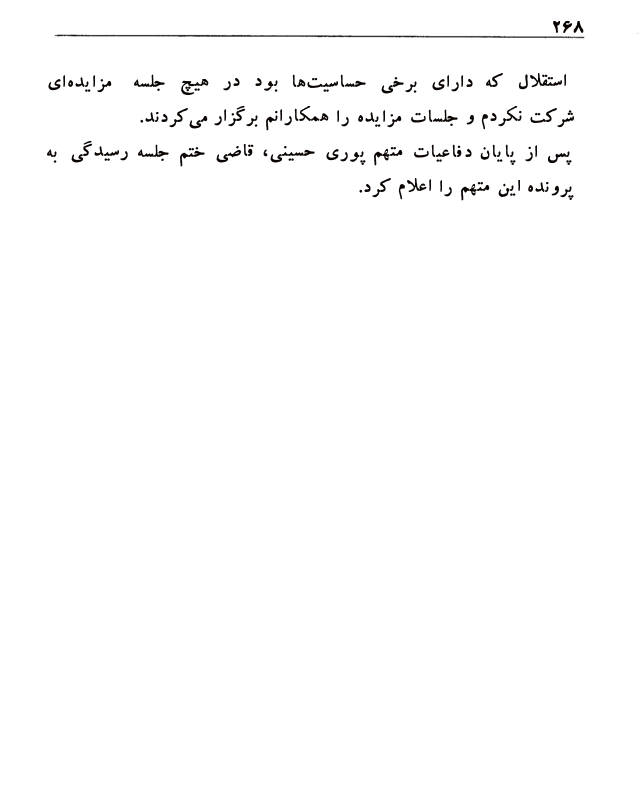 ۲۶۸
استقلال که دارای برخی حساسیت‌ها بود در هیچ جلسه مزایده‌ای
شرکت نکردم و جلسات مزایده را همکارانم برگزار می‌کردند.
پس از پایان دفاعیات متهم پوری حسینی، قاضی ختم جلسه رسیدگی به
پرونده این متهم را اعلام کرد.